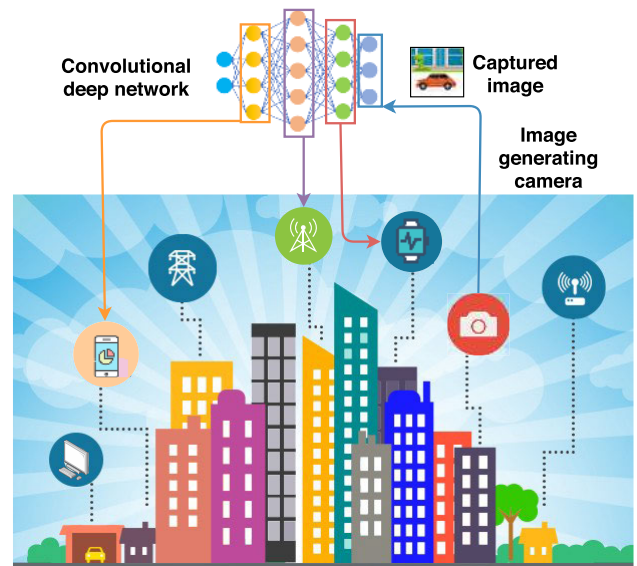 Convolutional
deep network
Captured
image
Image
generating
camera